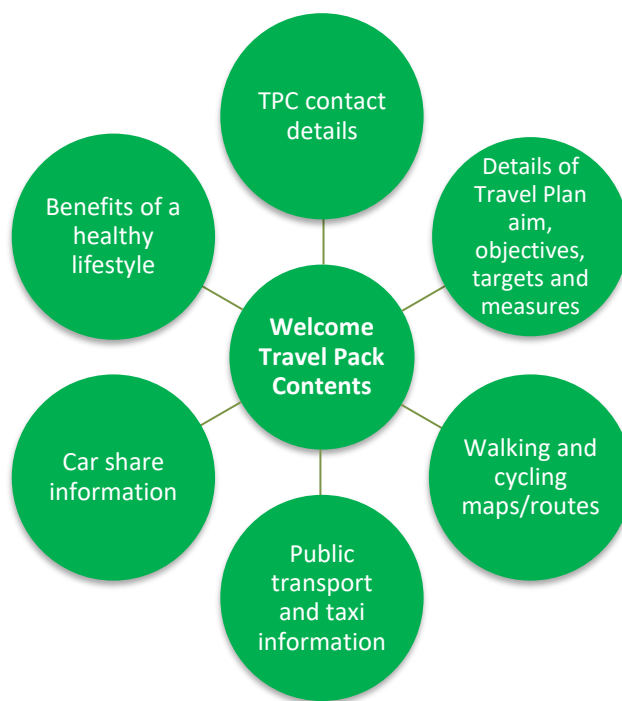 TPC contact
details
Details of
Travel Plan
aim,
objectives,
targets and
measures
Walking and
cycling
maps/routes
Public
transport
and taxi
information
Car share
information
Benefits of a
healthy
lifestyle
Welcome
Travel Pack
Contents